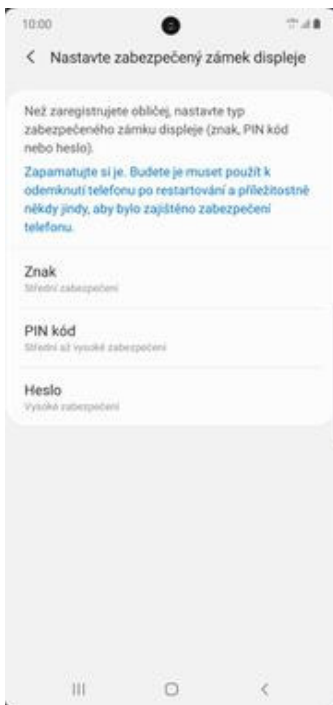 10:00
Nastavte zabezpečený zámek displeje
Než zaregistrujete obličej, nastavte typ
zabezpečeného zámku displeje (znak, PIN kód
nebo heslo).
Zapamatujte si je. Budete je muset použít k
odemknutí telefonu po restartování a příležitostně
někdy jindy, aby bylo zajištěno zabezpečení
telefonu.
Znak
Střední zabezpečení
PIN kód
Střední až vysoké zabezpečení
Heslo
Vysoké zabezpečení